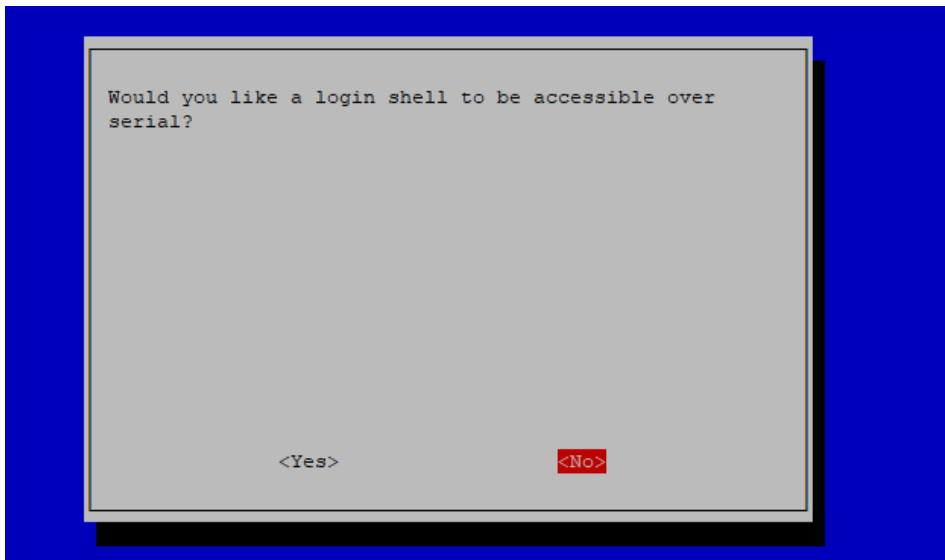 Would you like a login shell to be accessible over
serial?
<Yes> <No>